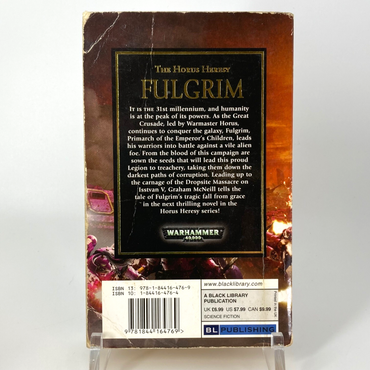 THE HORUS HERESY
FULGRIM
IT IS THE 31ST MILLENNIUM, AND HUMANITY
IS AT THE PEAK OF ITS POWERS. AS THE GREAT
CRUSADE, LED BY WARMASTER HORUS,
CONTINUES TO CONQUER THE GALAXY, FULGRIM,
PRIMARCH OF THE EMPEROR'S CHILDREN, LEADS
HIS WARRIORS INTO BATTLE AGAINST A VILE ALIEN
FOE. FROM THE BLOOD OF THIS CAMPAIGN ARE
SOWN THE SEEDS THAT WILL LEAD THIS PROUD
LEGION TO TREACHERY, TAKING THEM DOWN THE
DARKEST PATHS OF CORRUPTION. LEADING UP
TO THE CARNAGE OF THE DROPSITE MASSACRE ON
ISSTVAN V, GRAHAM MCNEILL TELLS THE
TALE OF FULGRIM'S TRAGIC FALL FROM GRACE
IN THE NEXT THRILLING NOVEL IN THE
HORUS HERESY SERIES!
WARHAMMER
40,000
ISBN 13: 978-1-84416-476-9
ISBN 10: 1-84416-476-4
9 781844 164769 >
www.blacklibrary.com
A BLACK LIBRARY
PUBLICATION
UK £6.99 US $7.99 CAN $9.99
SCIENCE FICTION
BL PUBLISHING